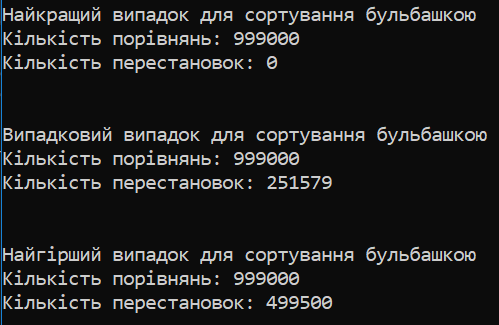 Найкращий випадок для сортування бульбашкою
Кількість порівнянь: 999000
Кількість перестановок: 0
Випадковий випадок для сортування бульбашкою
Кількість порівнянь: 999000
Кількість перестановок: 251579
Найгірший випадок для сортування бульбашкою
Кількість порівнянь: 999000
Кількість перестановок: 499500